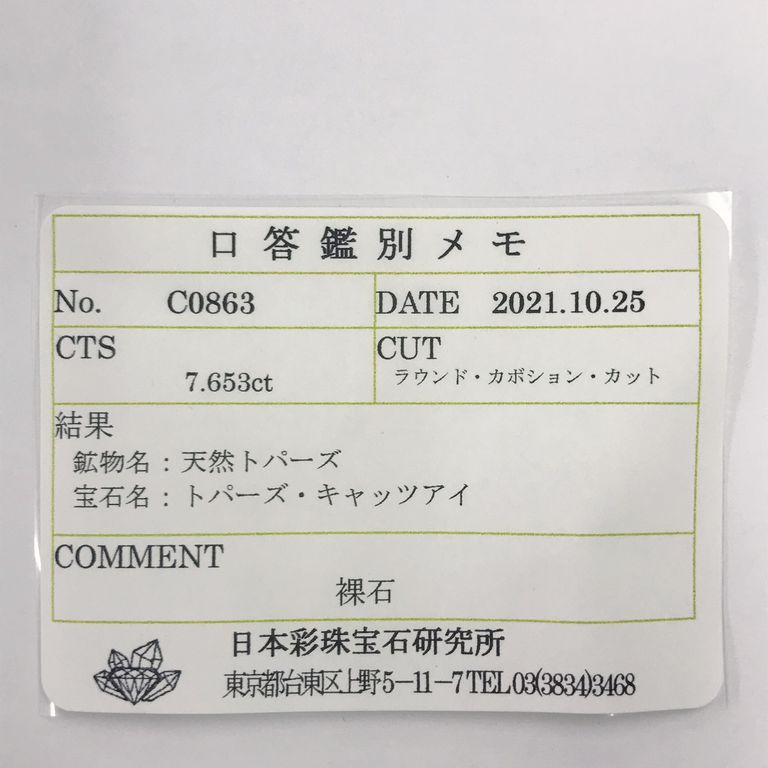 口答鑑別メモ
No. C0863 DATE 2021.10.25
CTS CUT
7.653ct ラウンド・カボション・カット
結果
鉱物名：天然トパーズ
宝石名：トパーズ・キャッツアイ
COMMENT
裸石
日本彩珠宝石研究所
東京都台東区上野5－11－7 TEL 03(3834)3468